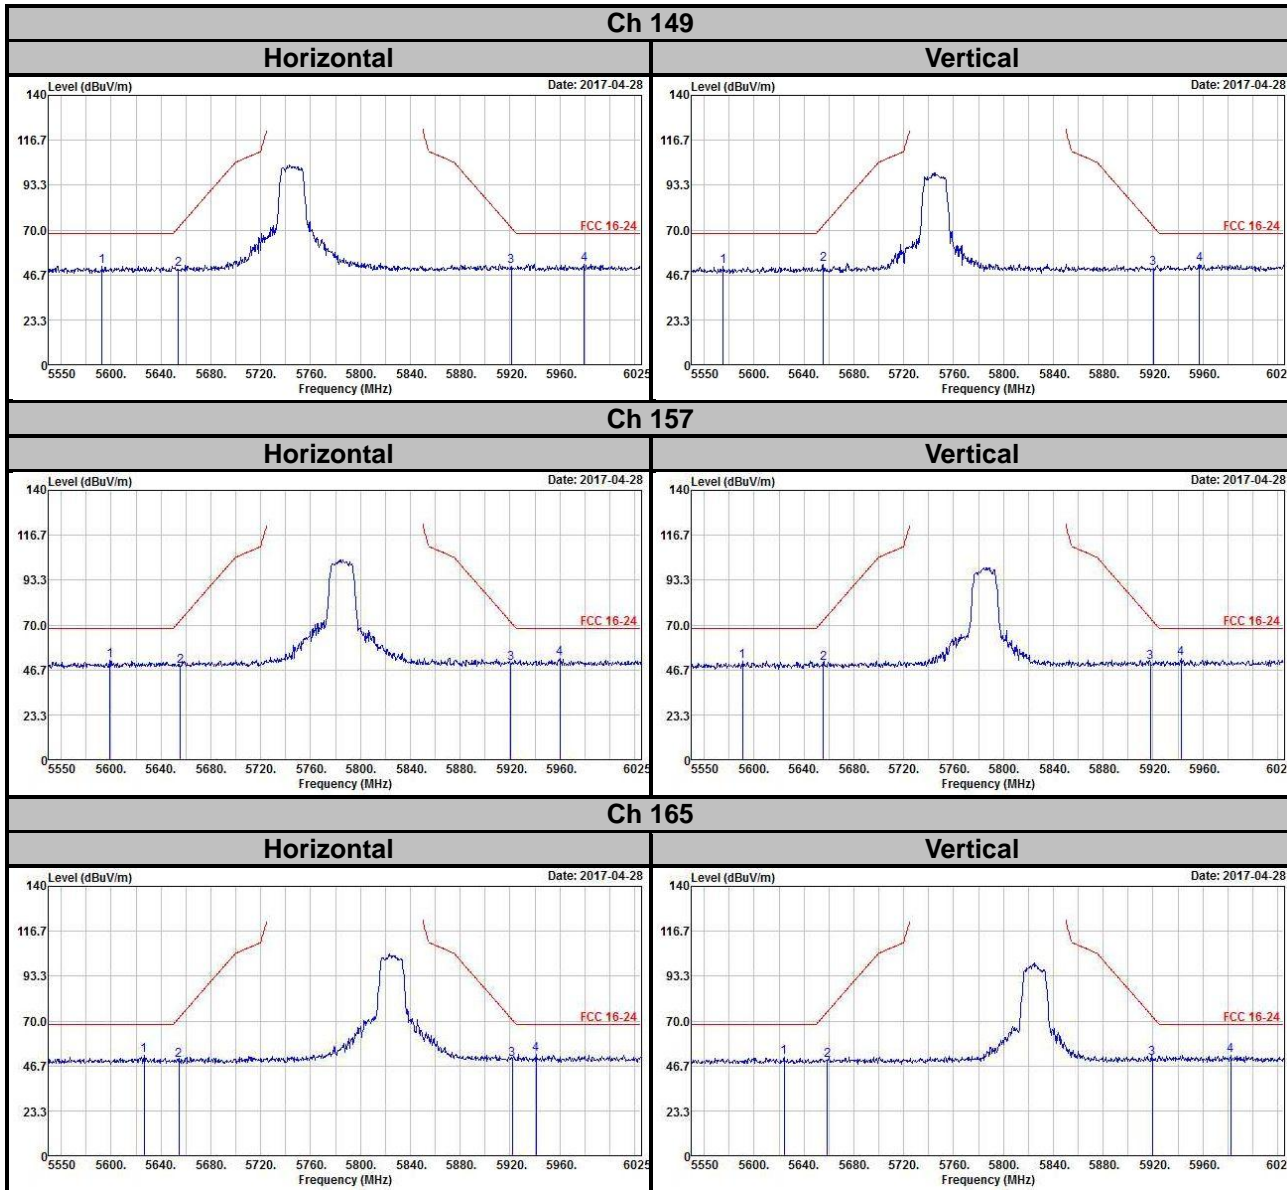 Ch 149
Horizontal Vertical
Level (dBuV/m) Date: 2017-04-28 Level (dBuV/m) Date: 2017-04-28
140 140
116.7 116.7
93.3 93.3
70.0 FCC 16-24 70.0 FCC 16-24
1 2 3 4 1 2 3 4
46.7 46.7
23.3 23.3
0 0
5550 5600. 5640. 5680. 5720. 5760. 5800. 5840. 5880. 5920. 5960. 6025 5550 5600. 5640. 5680. 5720. 5760. 5800. 5840. 5880. 5920. 5960. 602
Frequency (MHz) Frequency (MHz)
Ch 157
Horizontal Vertical
Level (dBuV/m) Date: 2017-04-28 Level (dBuV/m) Date: 2017-04-28
140 140
116.7 116.7
93.3 93.3
70.0 FCC 16-24 70.0 FCC 16-24
1 2 3 4 1 2 3 4
46.7 46.7
23.3 23.3
0 0
5550 5600. 5640. 5680. 5720. 5760. 5800. 5840. 5880. 5920. 5960. 6025 5550 5600. 5640. 5680. 5720. 5760. 5800. 5840. 5880. 5920. 5960. 602
Frequency (MHz) Frequency (MHz)
Ch 165
Horizontal Vertical
Level (dBuV/m) Date: 2017-04-28 Level (dBuV/m) Date: 2017-04-28
140 140
116.7 116.7
93.3 93.3
70.0 FCC 16-24 70.0 FCC 16-24
1 2 3 4 1 2 3 4
46.7 46.7
23.3 23.3
0 0
5550 5600. 5640. 5680. 5720. 5760. 5800. 5840. 5880. 5920. 5960. 6025 5550 5600. 5640. 5680. 5720. 5760. 5800. 5840. 5880. 5920. 5960. 602
Frequency (MHz) Frequency (MHz)